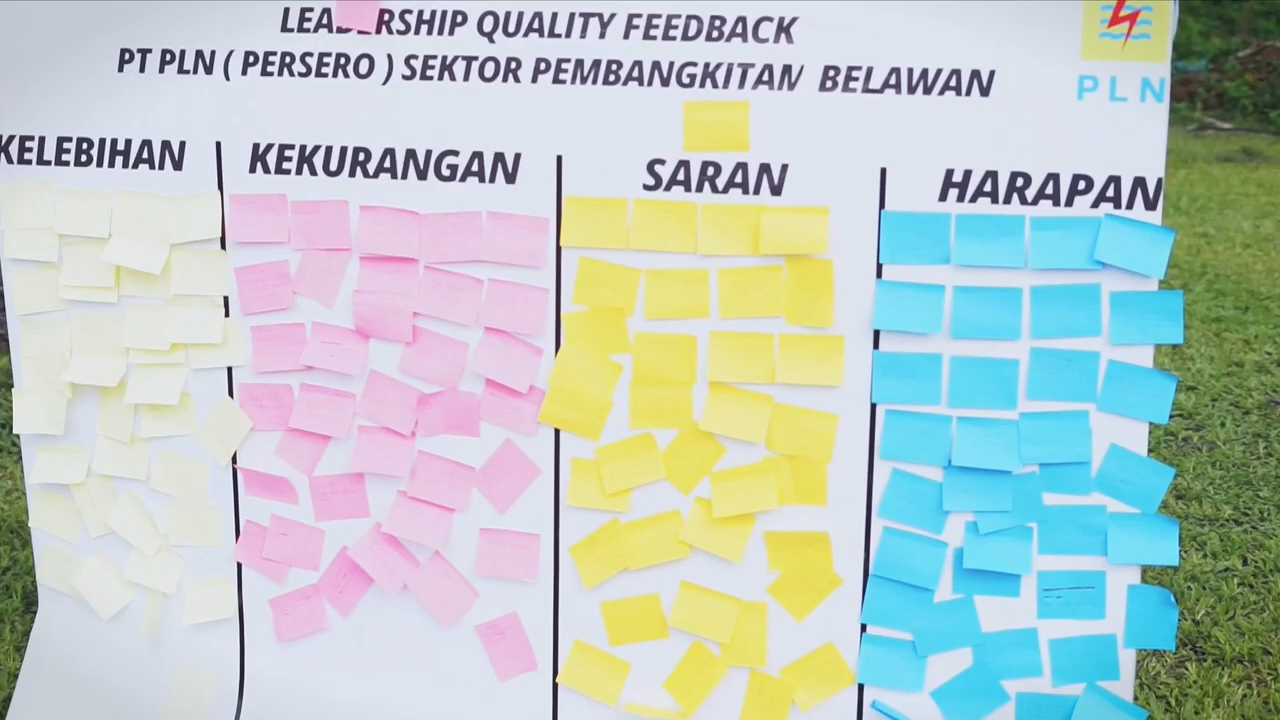 LEADERSHIP QUALITY FEEDBACK
PT PLN ( PERSERO ) SEKTOR PEMBANGKITAN BELAWAN
PLN
KELEBIHAN
KEKURANGAN
SARAN
HARAPAN